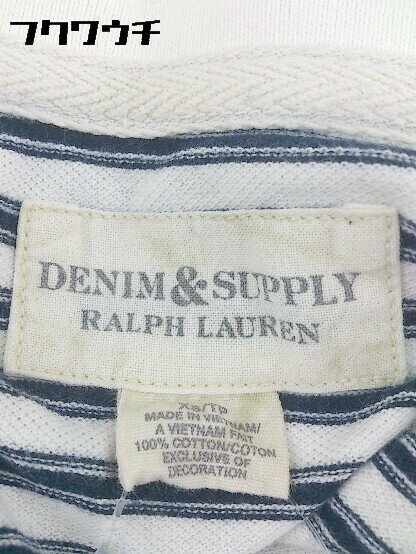 フクワウチ
DENIM&SUPPLY
RALPH LAUREN
XS/TP
MADE IN VIETNAM/
A VIETNAM FAIT
100% COTTON/COTON
EXCLUSIVE OF
DECORATION